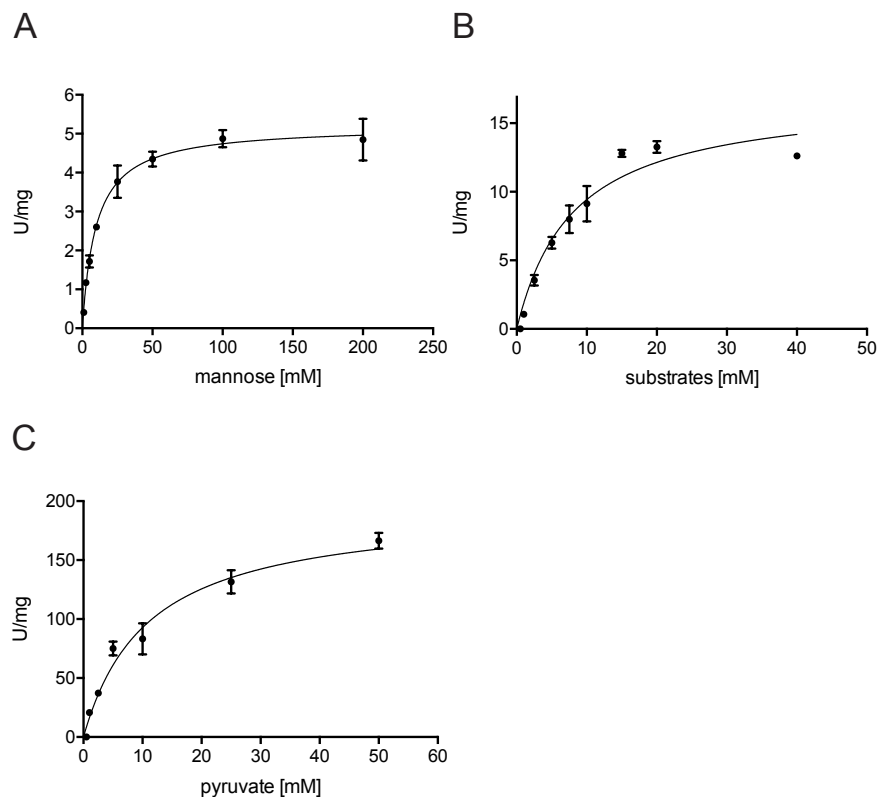 A
B
6
5
4
3
2
1
0
U/mg
0 50 100 150 200 250
mannose [mM]
15
10
5
0
U/mg
0 10 20 30 40 50
substrates [mM]
C
200
150
100
50
0
U/mg
0 10 20 30 40 50 60
pyruvate [mM]